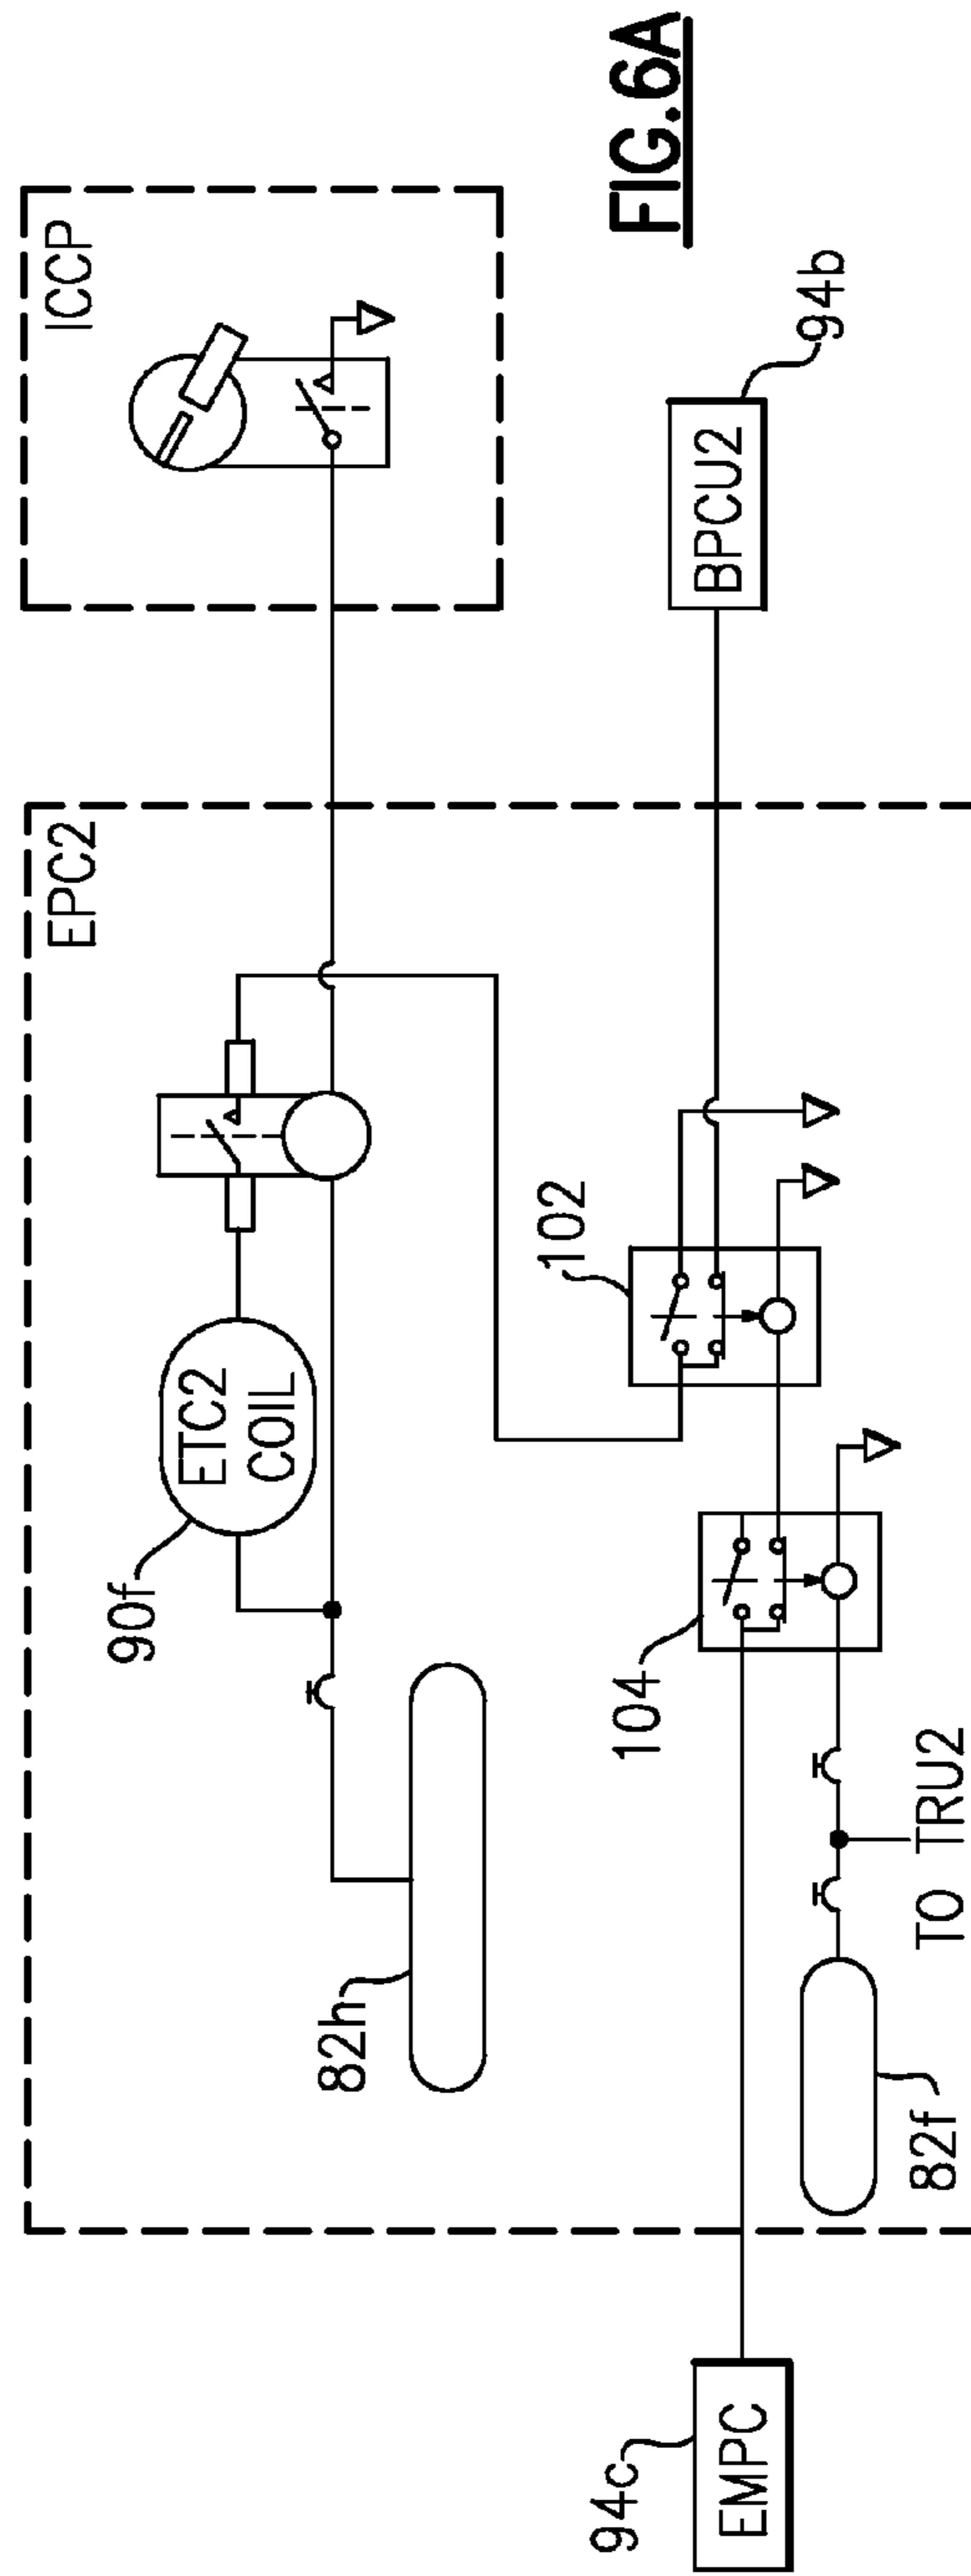 FIG.6A
ICCP
EPC2
90f
ETC2
COIL
82h
102
94b
BPCU2
104
94c
EMPC
82f
TO TRU2